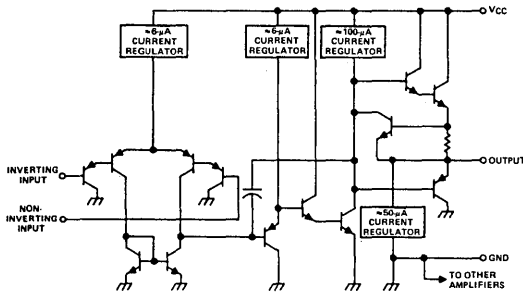 VCC
≈6-μA
CURRENT
REGULATOR
≈6-μA
CURRENT
REGULATOR
≈100-μA
CURRENT
REGULATOR
INVERTING
INPUT
NON-
INVERTING
INPUT
OUTPUT
≈50-μA
CURRENT
REGULATOR
GND
TO OTHER
AMPLIFIERS